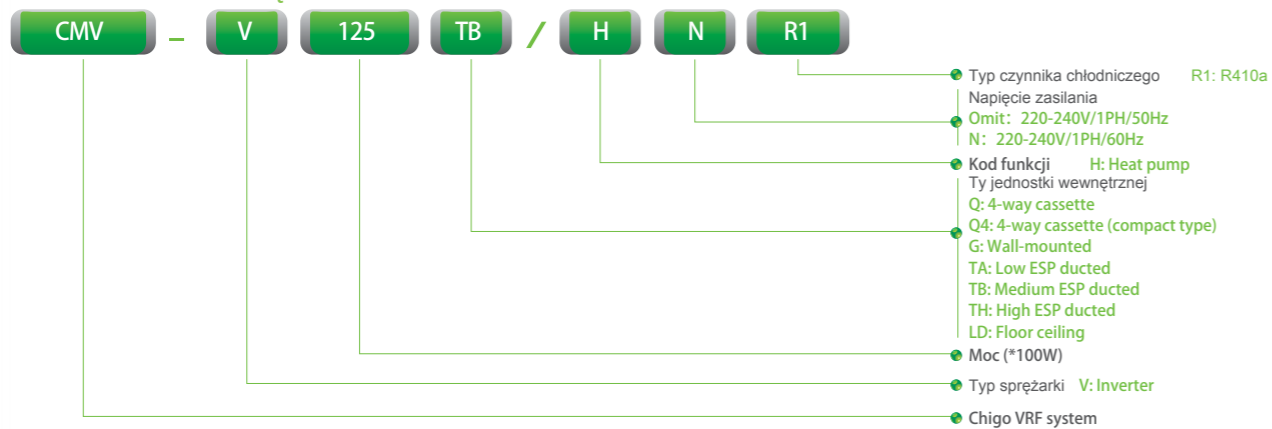 CMV – V 125 TB / H N R1
Typ czynnika chłodniczego R1: R410a
Napięcie zasilania
Omit: 220-240V/1PH/50Hz
N: 220-240V/1PH/60Hz
Kod funkcji H: Heat pump
Ty jednostki wewnętrznej
Q: 4-way cassette
Q4: 4-way cassette (compact type)
G: Wall-mounted
TA: Low ESP ducted
TB: Medium ESP ducted
TH: High ESP ducted
LD: Floor ceiling
Moc (*100W)
Typ sprężarki V: Inverter
Chigo VRF system